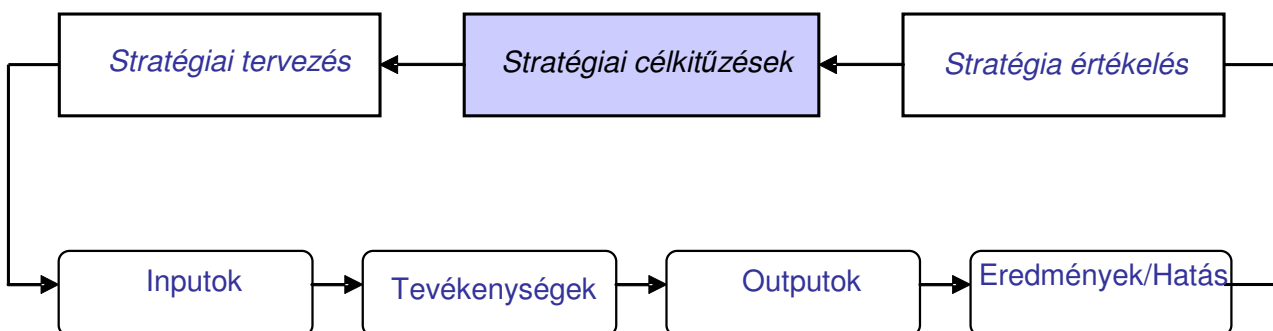 Stratégiai tervezés
Stratégiai célkitűzések
Stratégia értékelés
Inputok
Tevékenységek
Outputok
Eredmények/Hatás